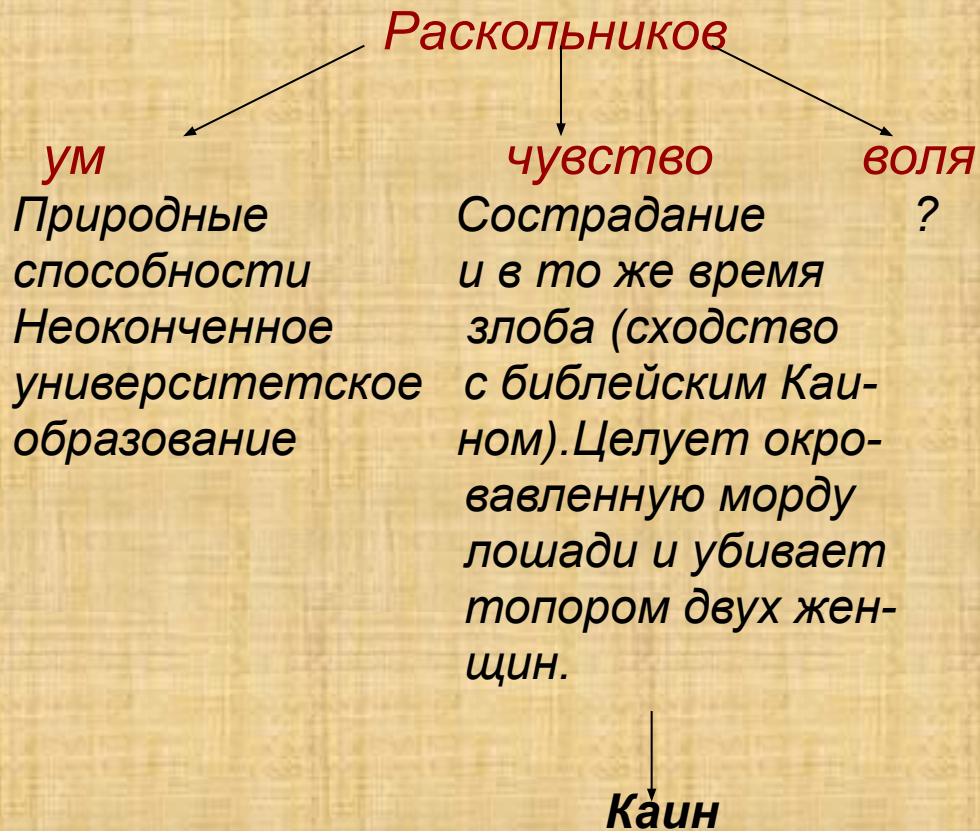 Раскольников
ум
Природные
способности
Неоконченное
университетское
образование
чувство
Сострадание
и в то же время
злоба (сходство
с библейским Каи-
ном).Целует окро-
вавленную морду
лошади и убивает
топором двух жен-
щин.
воля
?
Каин